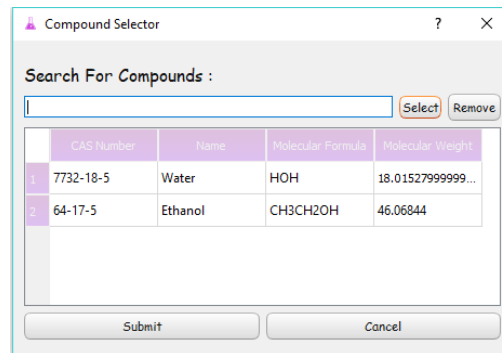 Compound Selector ? ×
Search For Compounds :
Select Remove
CAS Number Name Molecular Formula Molecular Weight
1 7732-18-5 Water HOH 18.01527999999...
2 64-17-5 Ethanol CH3CH2OH 46.06844
Submit Cancel